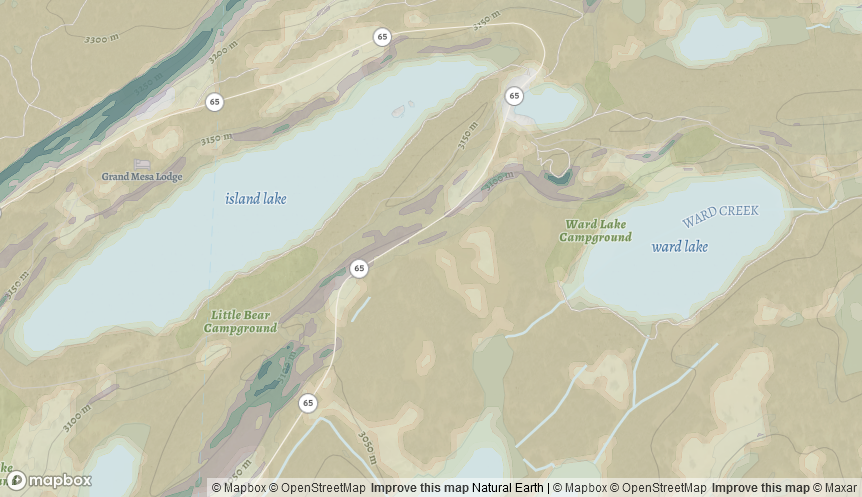 3250 m
65
3300 m
3200 m
65
65
3150 m
3150 m
Grand Mesa Lodge
3100 m
island lake
WARD CREEK
Ward Lake
Campground
ward lake
65
3150 m
Little Bear
Campground
65
3100 m
3050 m
mapbox
© Mapbox © OpenStreetMap Improve this map Natural Earth | © Mapbox © OpenStreetMap Improve this map © Maxar